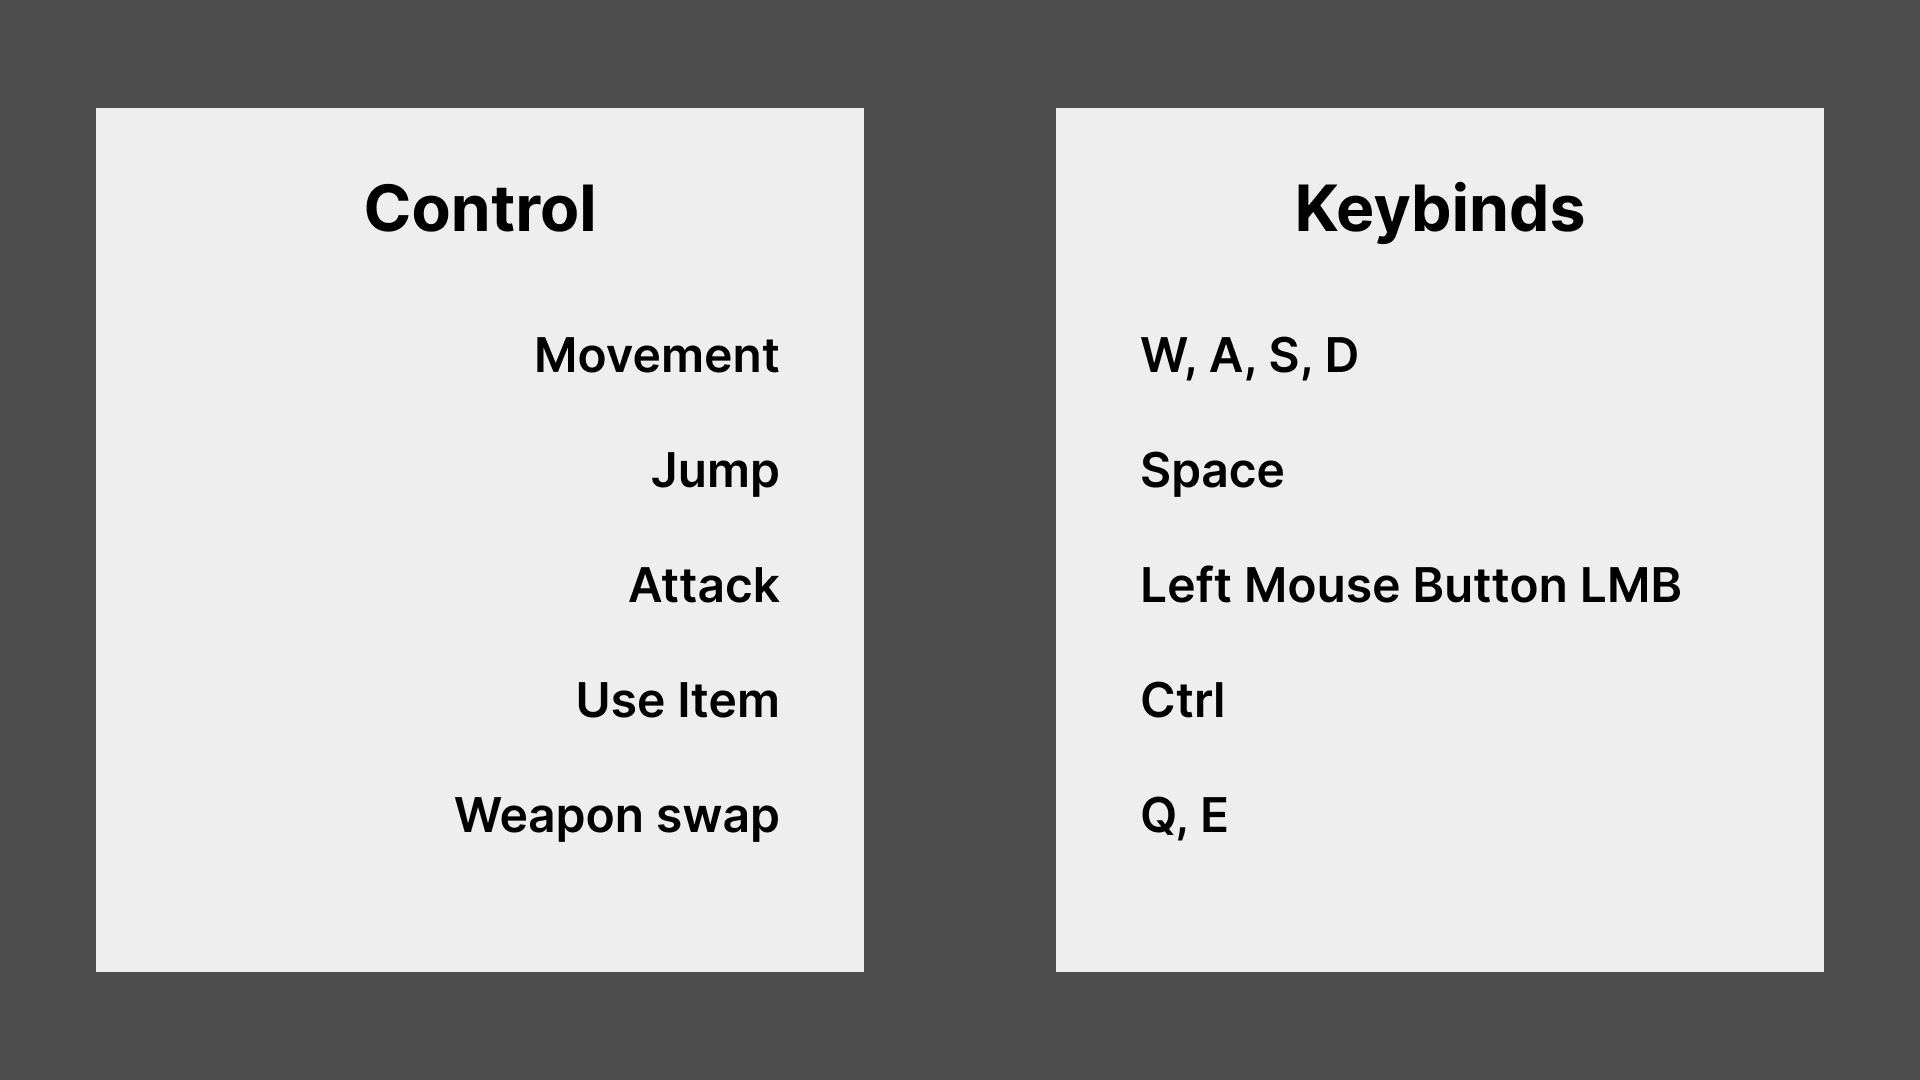 Control
Movement
Jump
Attack
Use Item
Weapon swap
Keybinds
W, A, S, D
Space
Left Mouse Button LMB
Ctrl
Q, E